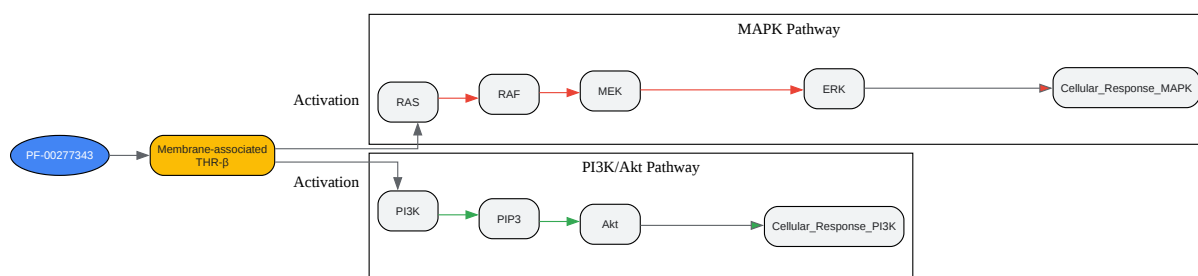 MAPK Pathway
Activation
RAS
RAF
MEK
ERK
Cellular_Response_MAPK
PF-00277343
Membrane-associated
THR-β
PI3K/Akt Pathway
Activation
PI3K
PIP3
Akt
Cellular_Response_PI3K